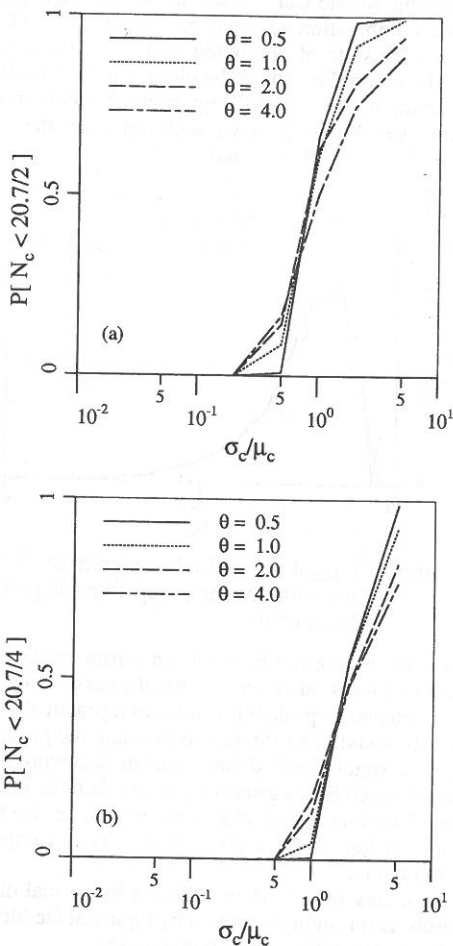 1
θ = 0.5
θ = 1.0
θ = 2.0
θ = 4.0
P[ N_c < 20.7/2 ]
0.5
(a)
0
5 5 5
10^-2 10^-1 10^0 10^1
σ_c/μ_c
1
θ = 0.5
θ = 1.0
θ = 2.0
θ = 4.0
P[ N_c < 20.7/4 ]
0.5
(b)
0
5 5 5
10^-2 10^-1 10^0 10^1
σ_c/μ_c